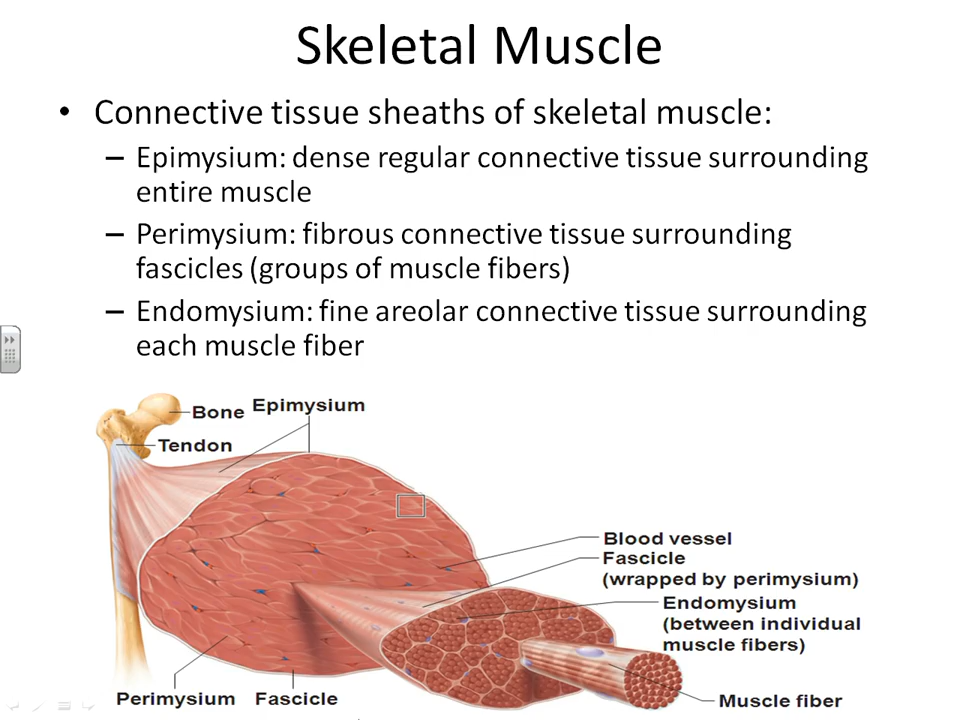 Skeletal Muscle
• Connective tissue sheaths of skeletal muscle:
– Epimysium: dense regular connective tissue surrounding
entire muscle
– Perimysium: fibrous connective tissue surrounding
fascicles (groups of muscle fibers)
– Endomysium: fine areolar connective tissue surrounding
each muscle fiber
Bone
Epimysium
Tendon
Blood vessel
Fascicle
(wrapped by perimysium)
Endomysium
(between individual
muscle fibers)
Muscle fiber
Perimysium
Fascicle